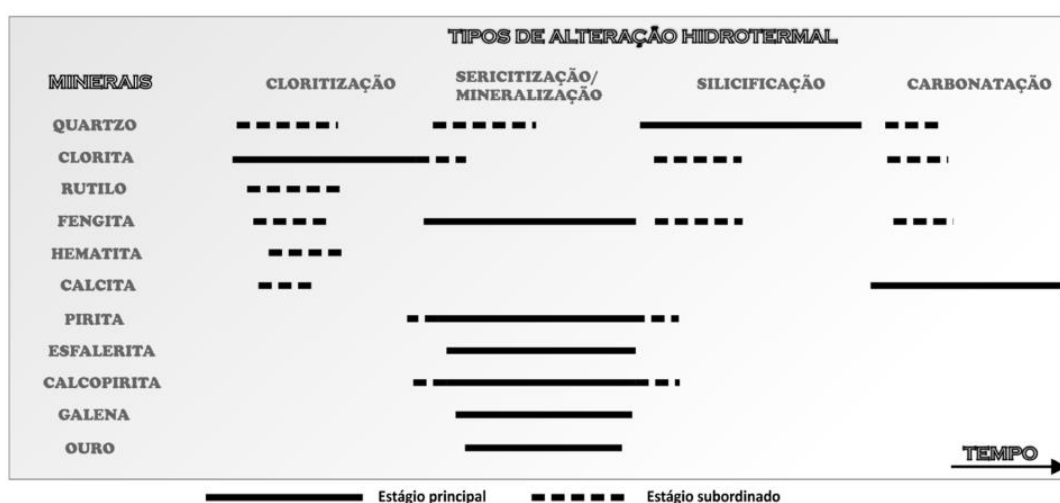 TIPOS DE ALTERAÇÃO HIDROTERMAL
MINERAIS
CLORITIZAÇÃO
SERICITIZAÇÃO/
MINERALIZAÇÃO
SILICIFICAÇÃO
CARBONATAÇÃO
QUARTZO
CLORITA
RUTILO
FENGITA
HEMATITA
CALCITA
PIRITA
ESFALERITA
CALCOPIRITA
GALENA
OURO
TEMPO
Estágio principal
Estágio subordinado